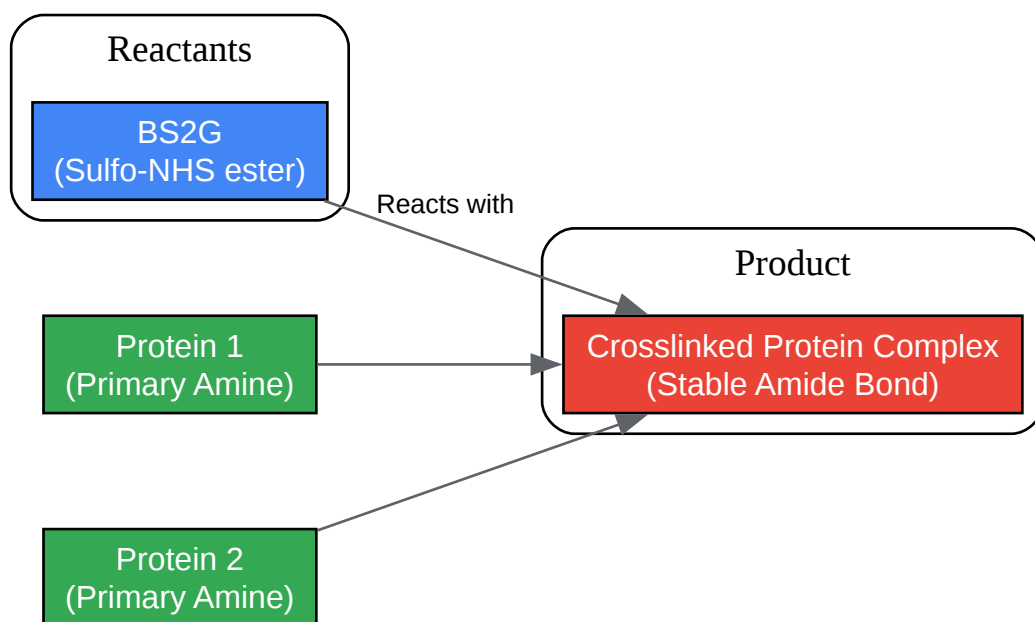 Reactants
BS2G
(Sulfo-NHS ester)
Reacts with
Product
Crosslinked Protein Complex
(Stable Amide Bond)
Protein 1
(Primary Amine)
Protein 2
(Primary Amine)